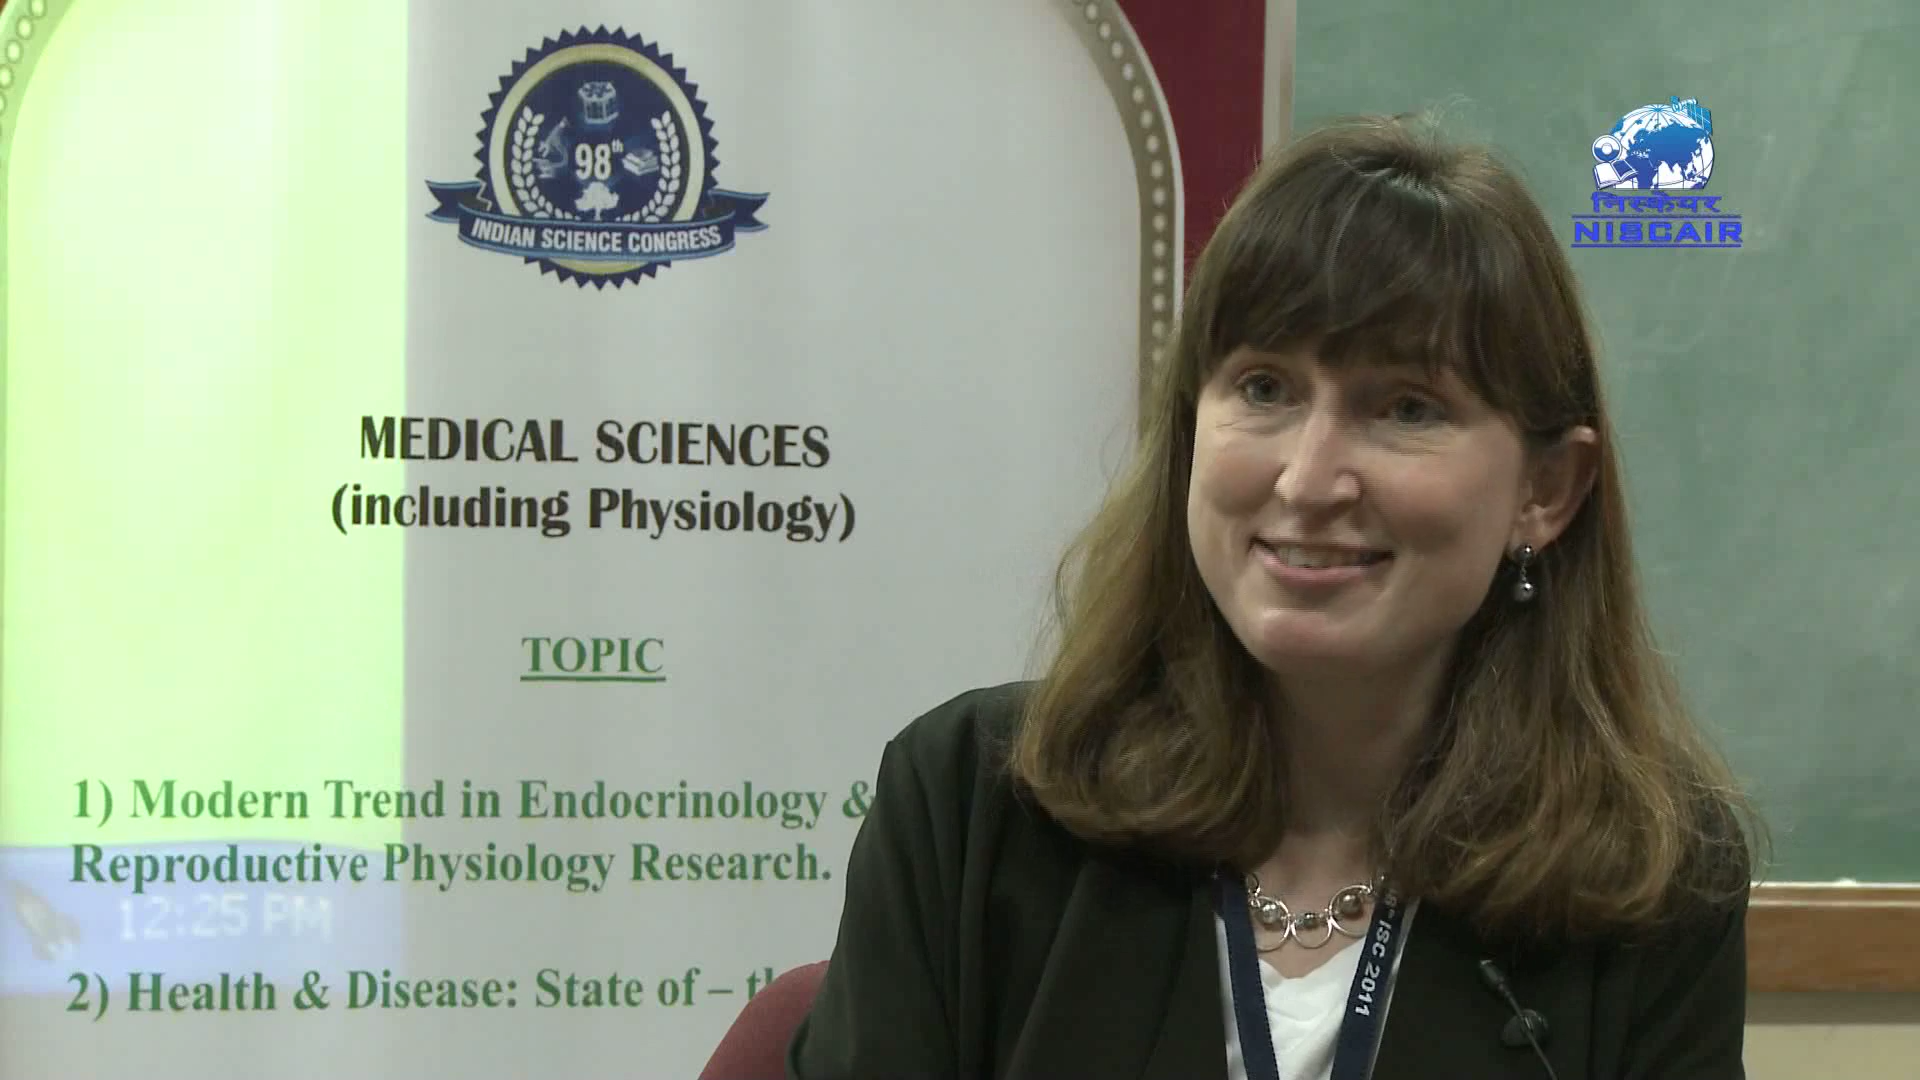 98th
INDIAN SCIENCE CONGRESS
MEDICAL SCIENCES
(including Physiology)
TOPIC
1) Modern Trend in Endocrinology &
Reproductive Physiology Research.
12:25 PM
2) Health & Disease: State of –
निस्केयर
NISCAIR
ISC 2011